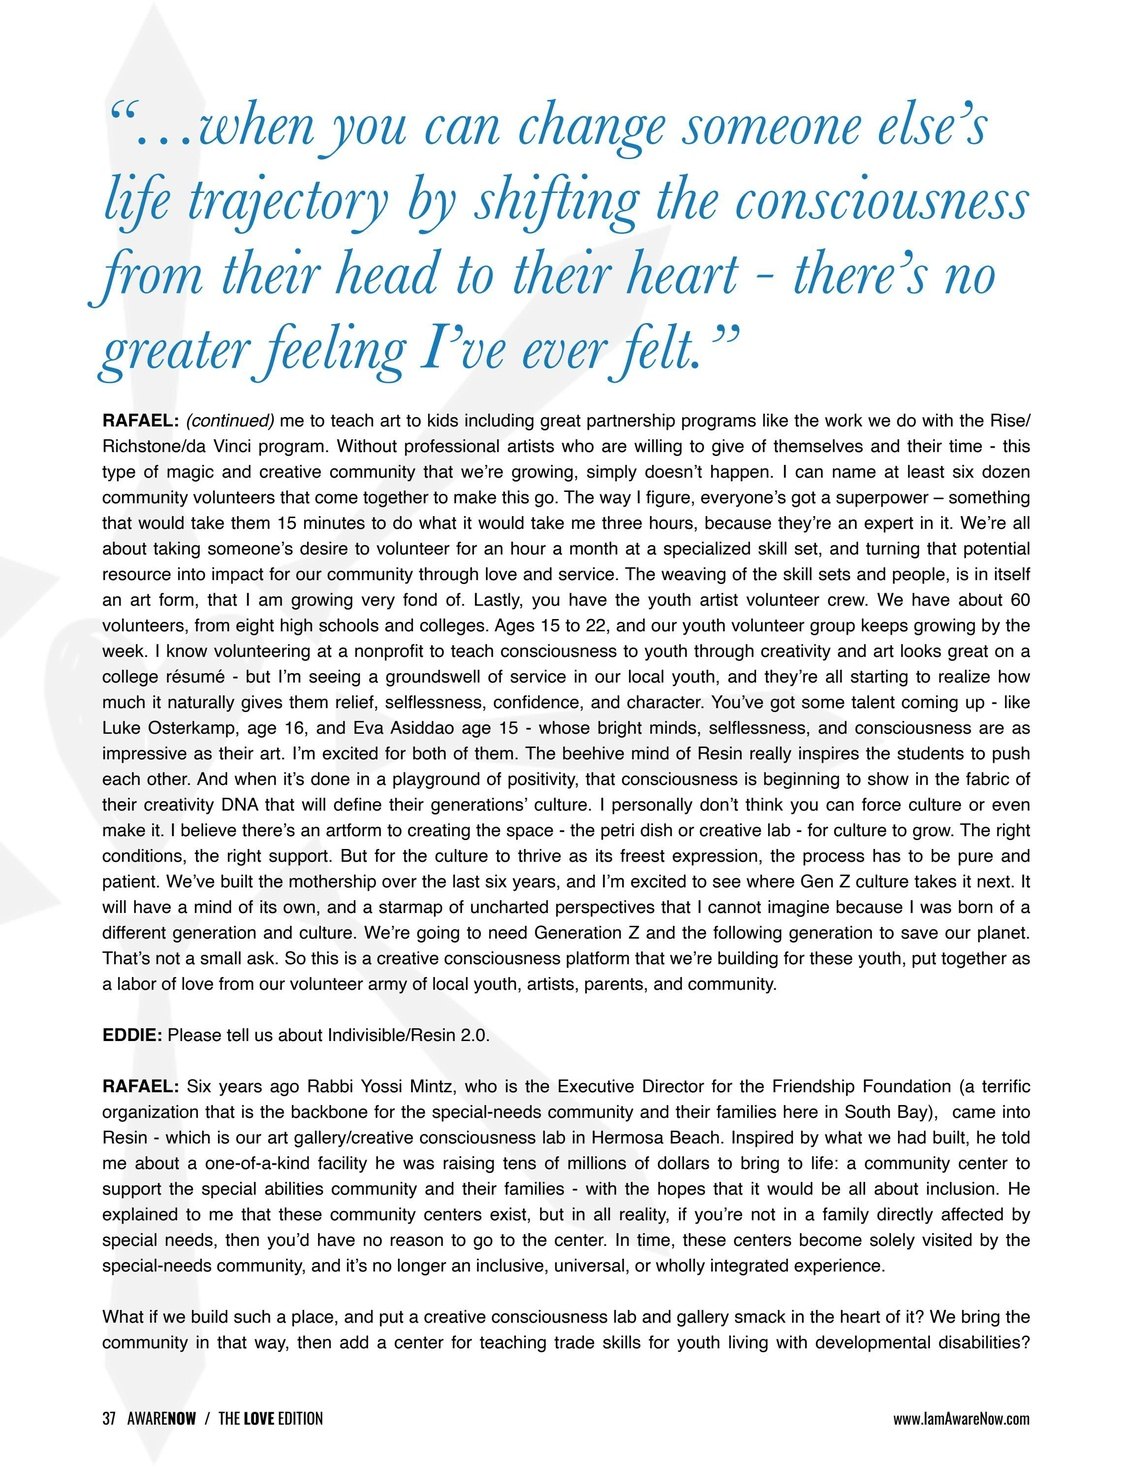 “…when you can change someone else’s
life trajectory by shifting the consciousness
from their head to their heart - there’s no
greater feeling I’ve ever felt.”
RAFAEL: (continued) me to teach art to kids including great partnership programs like the work we do with the Rise/
Richstone/da Vinci program. Without professional artists who are willing to give of themselves and their time - this
type of magic and creative community that we’re growing, simply doesn’t happen. I can name at least six dozen
community volunteers that come together to make this go. The way I figure, everyone’s got a superpower – something
that would take them 15 minutes to do what it would take me three hours, because they’re an expert in it. We’re all
about taking someone’s desire to volunteer for an hour a month at a specialized skill set, and turning that potential
resource into impact for our community through love and service. The weaving of the skill sets and people, is in itself
an art form, that I am growing very fond of. Lastly, you have the youth artist volunteer crew. We have about 60
volunteers, from eight high schools and colleges. Ages 15 to 22, and our youth volunteer group keeps growing by the
week. I know volunteering at a nonprofit to teach consciousness to youth through creativity and art looks great on a
college résumé - but I’m seeing a groundswell of service in our local youth, and they’re all starting to realize how
much it naturally gives them relief, selflessness, confidence, and character. You’ve got some talent coming up - like
Luke Osterkamp, age 16, and Eva Asiddao age 15 - whose bright minds, selflessness, and consciousness are as
impressive as their art. I’m excited for both of them. The beehive mind of Resin really inspires the students to push
each other. And when it’s done in a playground of positivity, that consciousness is beginning to show in the fabric of
their creativity DNA that will define their generations’ culture. I personally don’t think you can force culture or even
make it. I believe there’s an artform to creating the space - the petri dish or creative lab - for culture to grow. The right
conditions, the right support. But for the culture to thrive as its freest expression, the process has to be pure and
patient. We’ve built the mothership over the last six years, and I’m excited to see where Gen Z culture takes it next. It
will have a mind of its own, and a starmap of uncharted perspectives that I cannot imagine because I was born of a
different generation and culture. We’re going to need Generation Z and the following generation to save our planet.
That’s not a small ask. So this is a creative consciousness platform that we’re building for these youth, put together as
a labor of love from our volunteer army of local youth, artists, parents, and community.
EDDIE: Please tell us about Indivisible/Resin 2.0.
RAFAEL: Six years ago Rabbi Yossi Mintz, who is the Executive Director for the Friendship Foundation (a terrific
organization that is the backbone for the special-needs community and their families here in South Bay), came into
Resin - which is our art gallery/creative consciousness lab in Hermosa Beach. Inspired by what we had built, he told
me about a one-of-a-kind facility he was raising tens of millions of dollars to bring to life: a community center to
support the special abilities community and their families - with the hopes that it would be all about inclusion. He
explained to me that these community centers exist, but in all reality, if you’re not in a family directly affected by
special needs, then you’d have no reason to go to the center. In time, these centers become solely visited by the
special-needs community, and it’s no longer an inclusive, universal, or wholly integrated experience.
What if we build such a place, and put a creative consciousness lab and gallery smack in the heart of it? We bring the
community in that way, then add a center for teaching trade skills for youth living with developmental disabilities?
37 AWARENOW / THE LOVE EDITION
www.IamAwareNow.com